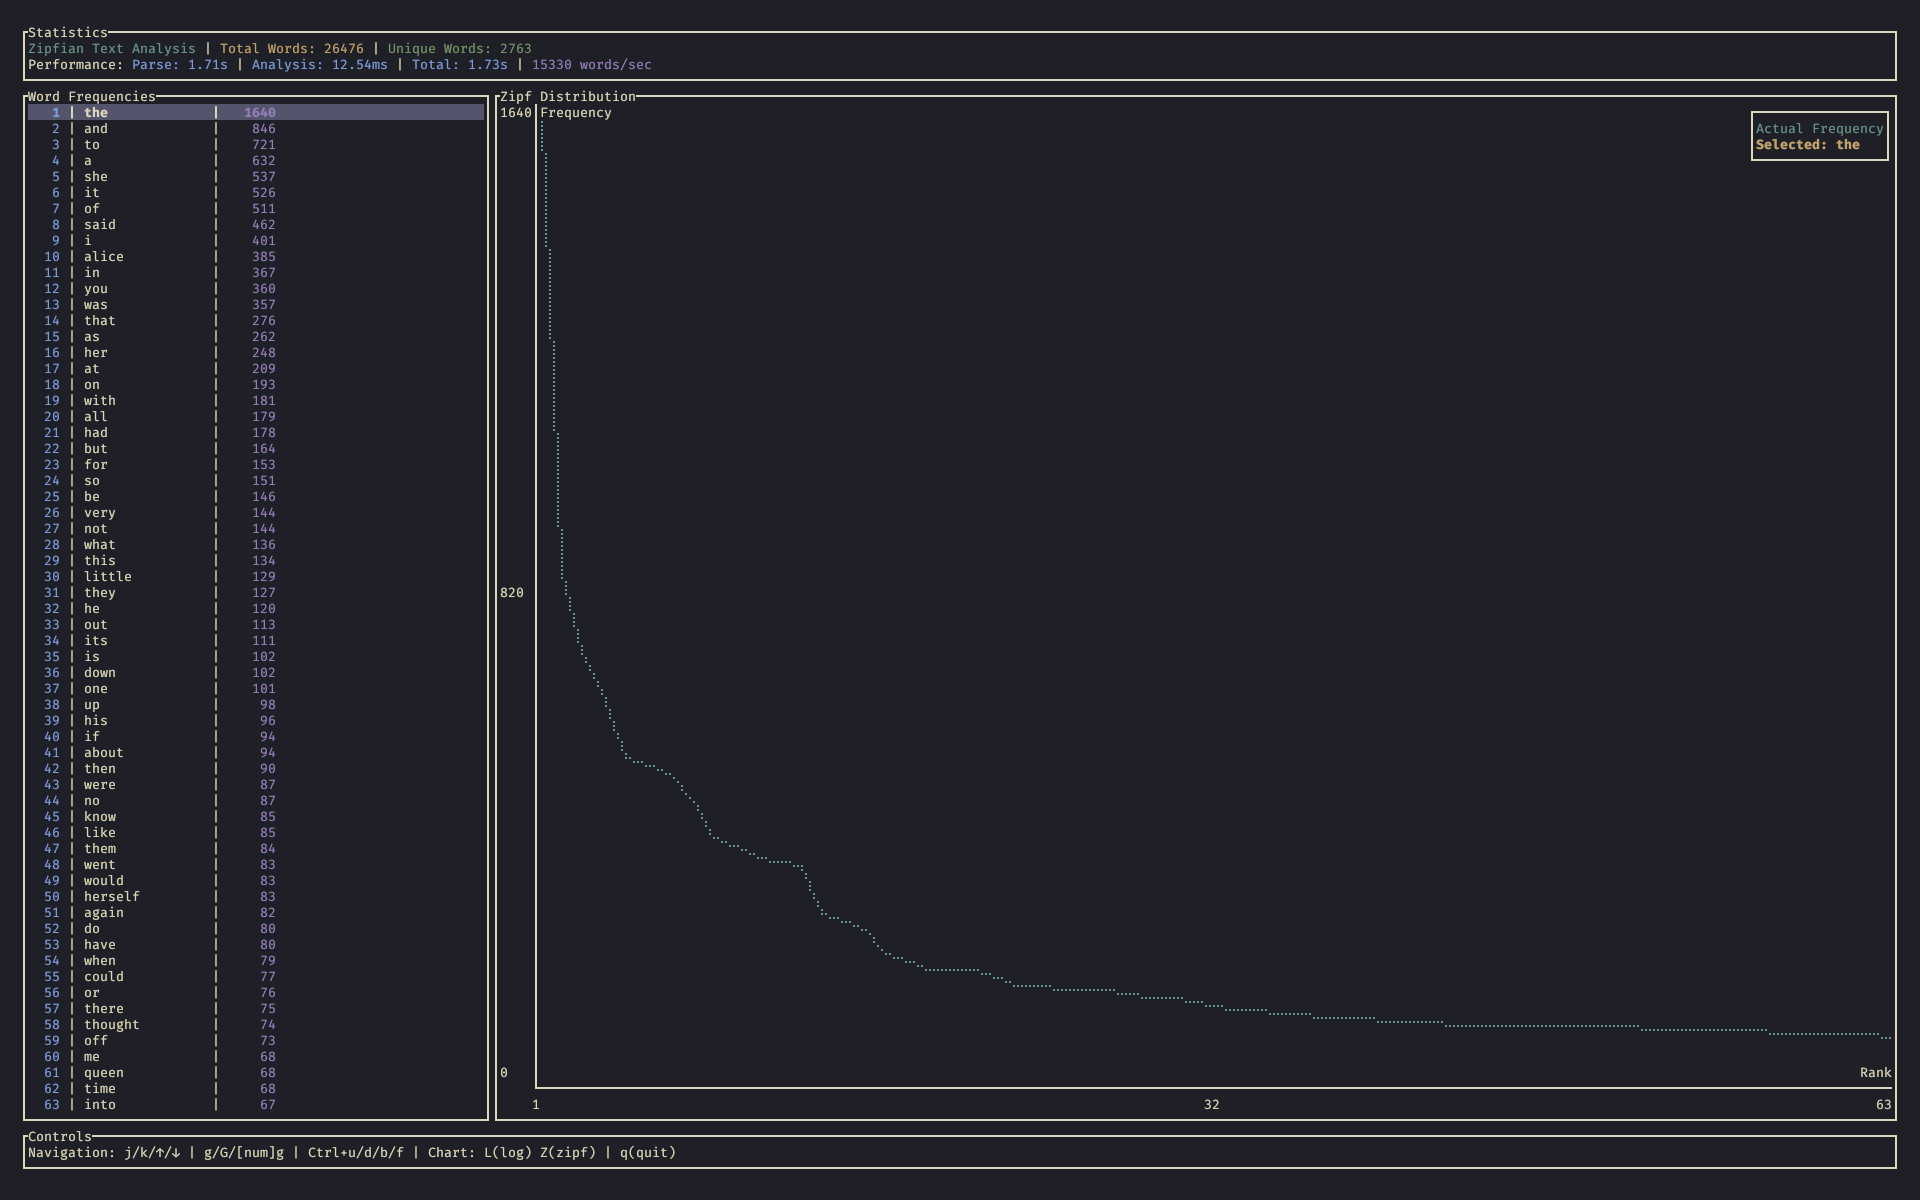 Statistics
Zipfian Text Analysis | Total Words: 26476 | Unique Words: 2763
Performance: Parse: 1.71s | Analysis: 12.54ms | Total: 1.73s | 15330 words/sec
Word Frequencies
1 | the | 1640
2 | and | 846
3 | to | 721
4 | a | 632
5 | she | 537
6 | it | 526
7 | of | 511
8 | said | 462
9 | i | 401
10 | alice | 385
11 | in | 367
12 | you | 360
13 | was | 357
14 | that | 276
15 | as | 262
16 | her | 248
17 | at | 209
18 | on | 193
19 | with | 181
20 | all | 179
21 | had | 178
22 | but | 164
23 | for | 153
24 | so | 151
25 | be | 146
26 | very | 144
27 | not | 144
28 | what | 136
29 | this | 134
30 | little | 129
31 | they | 127
32 | he | 120
33 | out | 113
34 | its | 111
35 | is | 102
36 | down | 102
37 | one | 101
38 | up | 98
39 | his | 96
40 | if | 94
41 | about | 94
42 | then | 90
43 | were | 87
44 | no | 87
45 | know | 85
46 | like | 85
47 | them | 84
48 | went | 83
49 | would | 83
50 | herself | 83
51 | again | 82
52 | do | 80
53 | have | 80
54 | when | 79
55 | could | 77
56 | or | 76
57 | there | 75
58 | thought | 74
59 | off | 73
60 | me | 68
61 | queen | 68
62 | time | 68
63 | into | 67
Zipf Distribution
1640 Frequency
Actual Frequency
Selected: the
820
0
Rank
1 32 63
Controls
Navigation: j/k/↑/↓ | g/G/[num]g | Ctrl+u/d/b/f | Chart: L(log) Z(zipf) | q(quit)